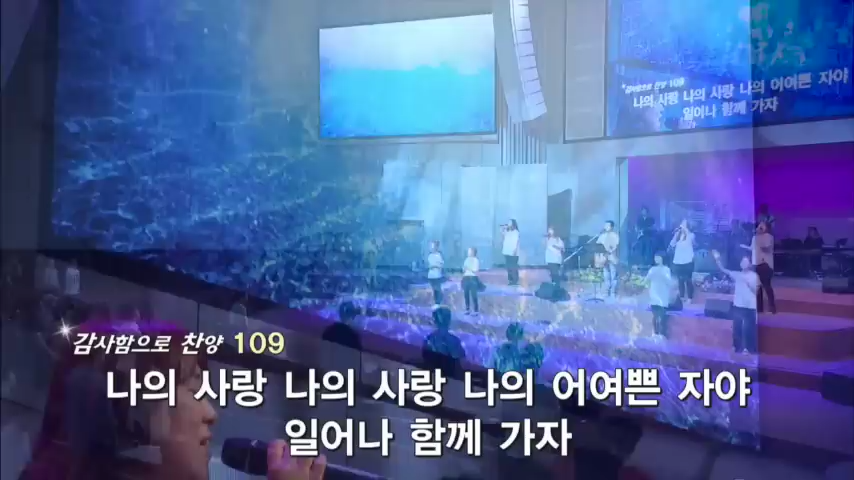 감사함으로 찬양 109
나의 사랑 나의 사랑 나의 어여쁜 자야
일어나 함께 가자
감사함으로 찬양 109
나의 사랑 나의 사랑 나의 어여쁜 자야
일어나 함께 가자